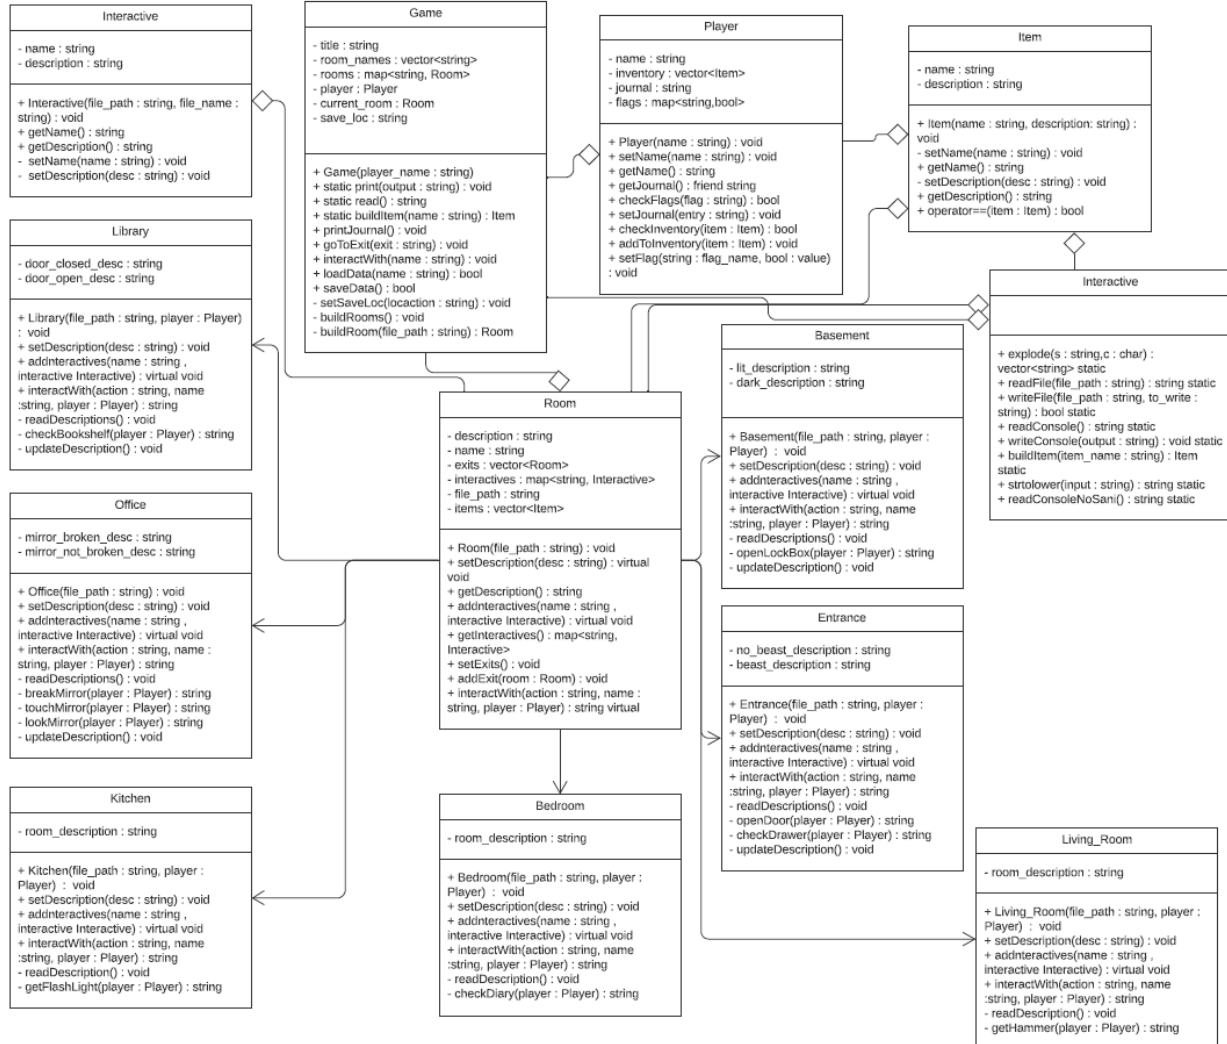 Interactive
- name : string
- description : string
+ Interactive(file_path : string, file_name :
string) : void
+ getName() : string
+ getDescription() : string
- setName(name : string) : void
- setDescription(desc : string) : void
Game
- title : string
- room_names : vector<string>
- rooms : map<string, Room>
- player : Player
- current_room : Room
- save_loc : string
+ Game(player_name : string)
+ static print(output : string) : void
+ static read() : string
+ static buildItem(name : string) : Item
+ printJournal() : void
+ goToExit(exit : string) : void
+ interactWith(name : string) : void
+ loadData(name : string) : bool
+ saveData() : bool
- setSaveLoc(locaction : string) : void
- buildRooms() : void
- buildRoom(file_path : string) : Room
Player
- name : string
- inventory : vector<Item>
- journal : string
- flags : map<string,bool>
+ Player(name : string) : void
+ setName(name : string) : void
+ getName() : string
+ getJournal() : friend string
+ checkFlags(flag : string) : bool
+ setJournal(entry : string) : void
+ checkInventory(item : Item) : bool
+ addToInventory(item : Item) : void
+ setFlag(string : flag_name, bool : value)
: void
Item
- name : string
- description : string
+ Item(name : string, description: string) :
void
- setName(name : string) : void
+ getName() : string
- setDescription(desc : string) : void
+ getDescription() : string
+ operator==(item : Item) : bool
Library
- door_closed_desc : string
- door_open_desc : string
+ Library(file_path : string, player : Player)
: void
+ setDescription(desc : string) : void
+ addnteractives(name : string ,
interactive Interactive) : virtual void
+ interactWith(action : string, name
:string, player : Player) : string
- readDescriptions() : void
- checkBookshelf(player : Player) : string
- updateDescription() : void
Interactive
+ explode(s : string,c : char) :
vector<string> static
+ readFile(file_path : string) : string static
+ writeFile(file_path : string, to_write :
string) : bool static
+ readConsole() : string static
+ writeConsole(output : string) : void static
+ buildItem(item_name : string) : Item
static
+ strtolower(input : string) : string static
+ readConsoleNoSani() : string static
Basement
- lit_description : string
- dark_description : string
+ Basement(file_path : string, player :
Player) : void
+ setDescription(desc : string) : void
+ addnteractives(name : string ,
interactive Interactive) : virtual void
+ interactWith(action : string, name
:string, player : Player) : string
- readDescriptions() : void
- openLockBox(player : Player) : string
- updateDescription() : void
Room
- description : string
- name : string
- exits : vector<Room>
- interactives : map<string, Interactive>
- file_path : string
- items : vector<Item>
+ Room(file_path : string) : void
+ setDescription(desc : string) : virtual
void
+ getDescription() : string
+ addnteractives(name : string ,
interactive Interactive) : virtual void
+ getInteractives() : map<string,
Interactive>
+ setExits() : void
+ addExit(room : Room) : void
+ interactWith(action : string, name :
string, player : Player) : string virtual
Office
- mirror_broken_desc : string
- mirror_not_broken_desc : string
+ Office(file_path : string) : void
+ setDescription(desc : string) : void
+ addnteractives(name : string ,
interactive Interactive) : virtual void
+ interactWith(action : string, name :
string, player : Player) : string
- readDescriptions() : void
- breakMirror(player : Player) : string
- touchMirror(player : Player) : string
- lookMirror(player : Player) : string
- updateDescription() : void
Entrance
- no_beast_description : string
- beast_description : string
+ Entrance(file_path : string, player :
Player) : void
+ setDescription(desc : string) : void
+ addnteractives(name : string ,
interactive Interactive) : virtual void
+ interactWith(action : string, name
:string, player : Player) : string
- readDescriptions() : void
- openDoor(player : Player) : string
- checkDrawer(player : Player) : string
- updateDescription() : void
Kitchen
- room_description : string
+ Kitchen(file_path : string, player :
Player) : void
+ setDescription(desc : string) : void
+ addnteractives(name : string ,
interactive Interactive) : virtual void
+ interactWith(action : string, name
:string, player : Player) : string
- readDescription() : void
- getFlashLight(player : Player) : string
Bedroom
- room_description : string
+ Bedroom(file_path : string, player :
Player) : void
+ setDescription(desc : string) : void
+ addnteractives(name : string ,
interactive Interactive) : virtual void
+ interactWith(action : string, name
:string, player : Player) : string
- readDescription() : void
- checkDiary(player : Player) : string
Living_Room
- room_description : string
+ Living_Room(file_path : string, player :
Player) : void
+ setDescription(desc : string) : void
+ addnteractives(name : string ,
interactive Interactive) : virtual void
+ interactWith(action : string, name
:string, player : Player) : string
- readDescription() : void
- getHammer(player : Player) : string